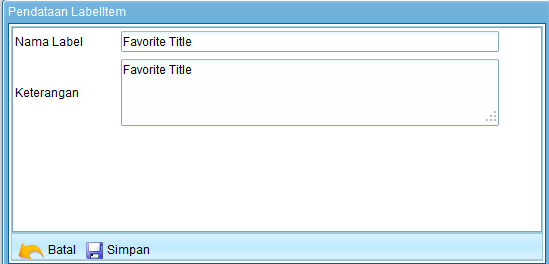 Pendataan LabelItem
Nama Label Favorite Title
Keterangan Favorite Title
Batal Simpan